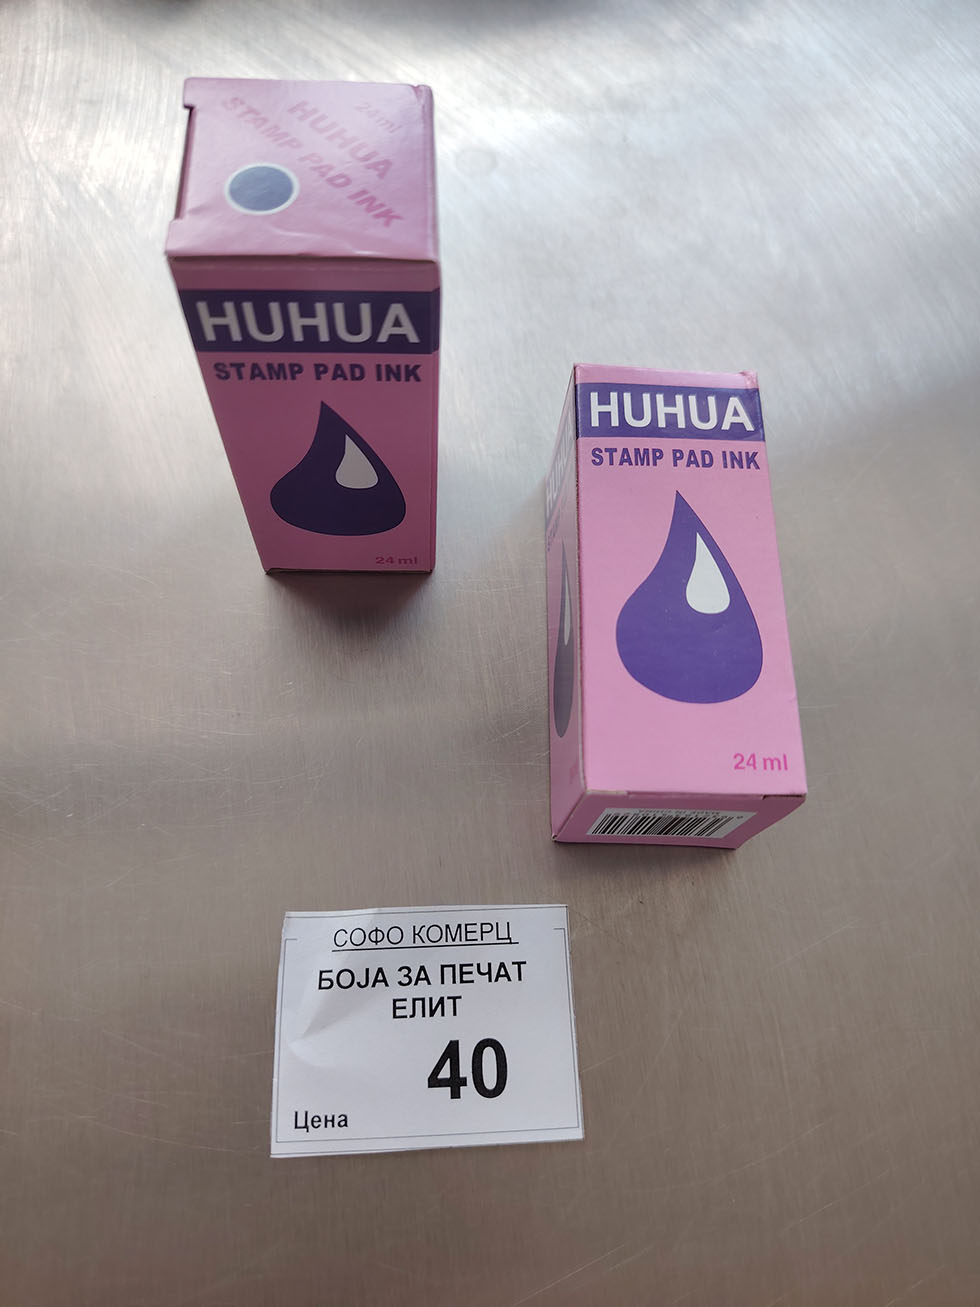 24 ml
HUHUA
STAMP PAD INK
HUHUA
STAMP PAD INK
24 ml
HUHUA
STAMP PAD INK
24 ml
СОФО КОМЕРЦ
БОЈА ЗА ПЕЧАТ
ЕЛИТ
40
Цена